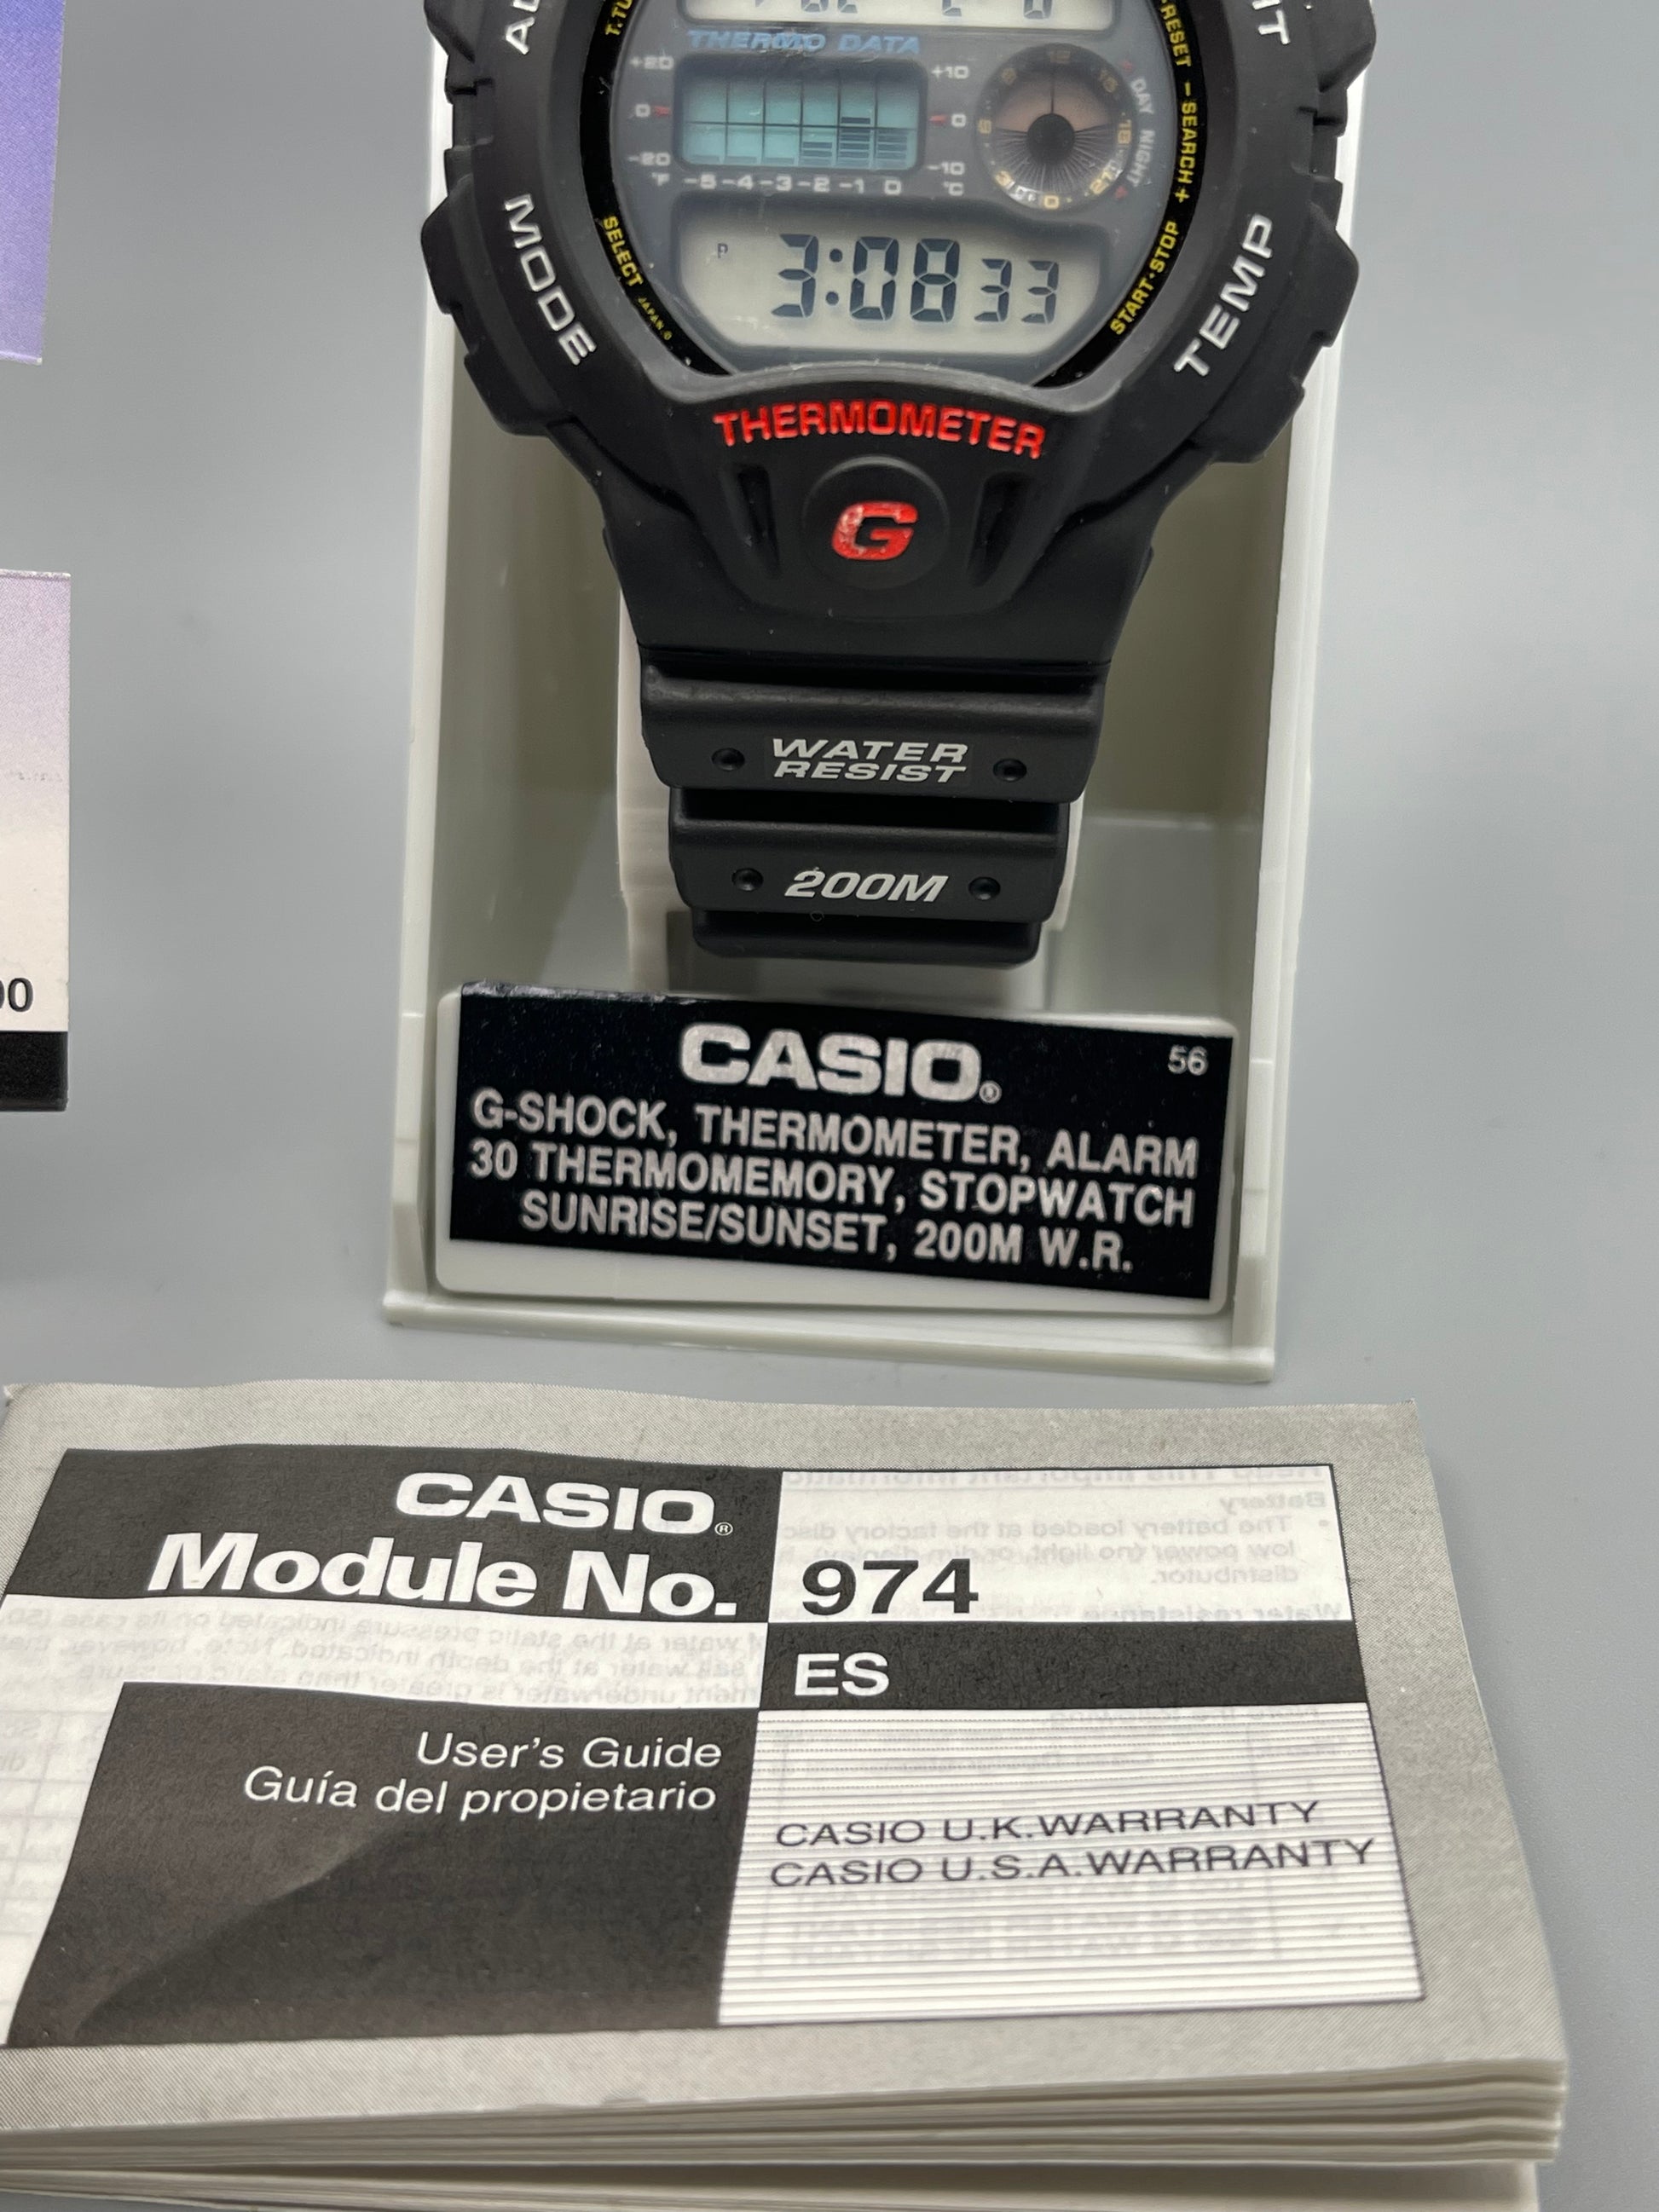 THERMO DATA
+20 +10
0 0
-20 -10
°F -5 -4 -3 -2 -1 0 °C
DAY NIGHT
RESET - SEARCH +
START·STOP
SELECT
JAPAN
MODE
TEMP
P 3:08 33
THERMOMETER
G
WATER
RESIST
200M
CASIO®
56
G-SHOCK, THERMOMETER, ALARM
30 THERMOMEMORY, STOPWATCH
SUNRISE/SUNSET, 200M W.R.
CASIO®
Module No. 974
ES
User's Guide
Guía del propietario
CASIO U.K.WARRANTY
CASIO U.S.A.WARRANTY